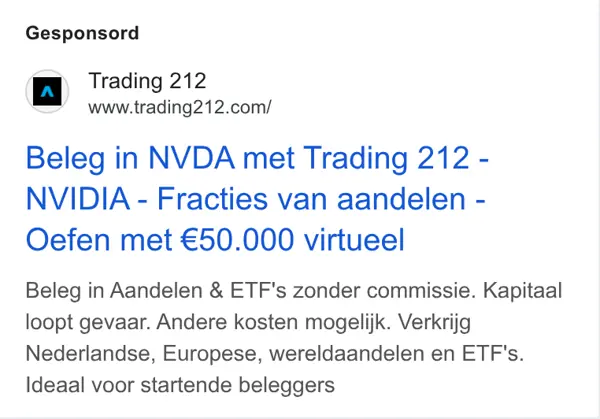 Gesponsord
Trading 212
www.trading212.com/
Beleg in NVDA met Trading 212 -
NVIDIA - Fracties van aandelen -
Oefen met €50.000 virtueel
Beleg in Aandelen & ETF's zonder commissie. Kapitaal
loopt gevaar. Andere kosten mogelijk. Verkrijg
Nederlandse, Europese, wereldaandelen en ETF's.
Ideaal voor startende beleggers